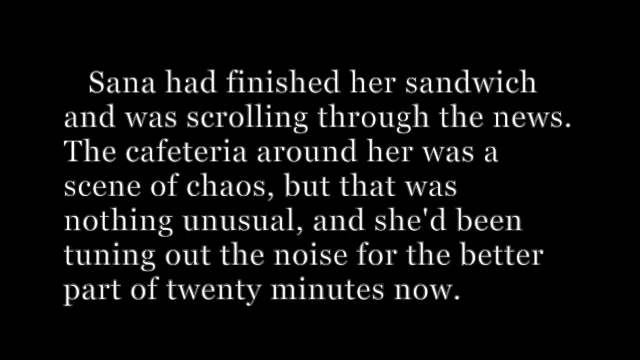 Sana had finished her sandwich
and was scrolling through the news.
The cafeteria around her was a
scene of chaos, but that was
nothing unusual, and she'd been
tuning out the noise for the better
part of twenty minutes now.